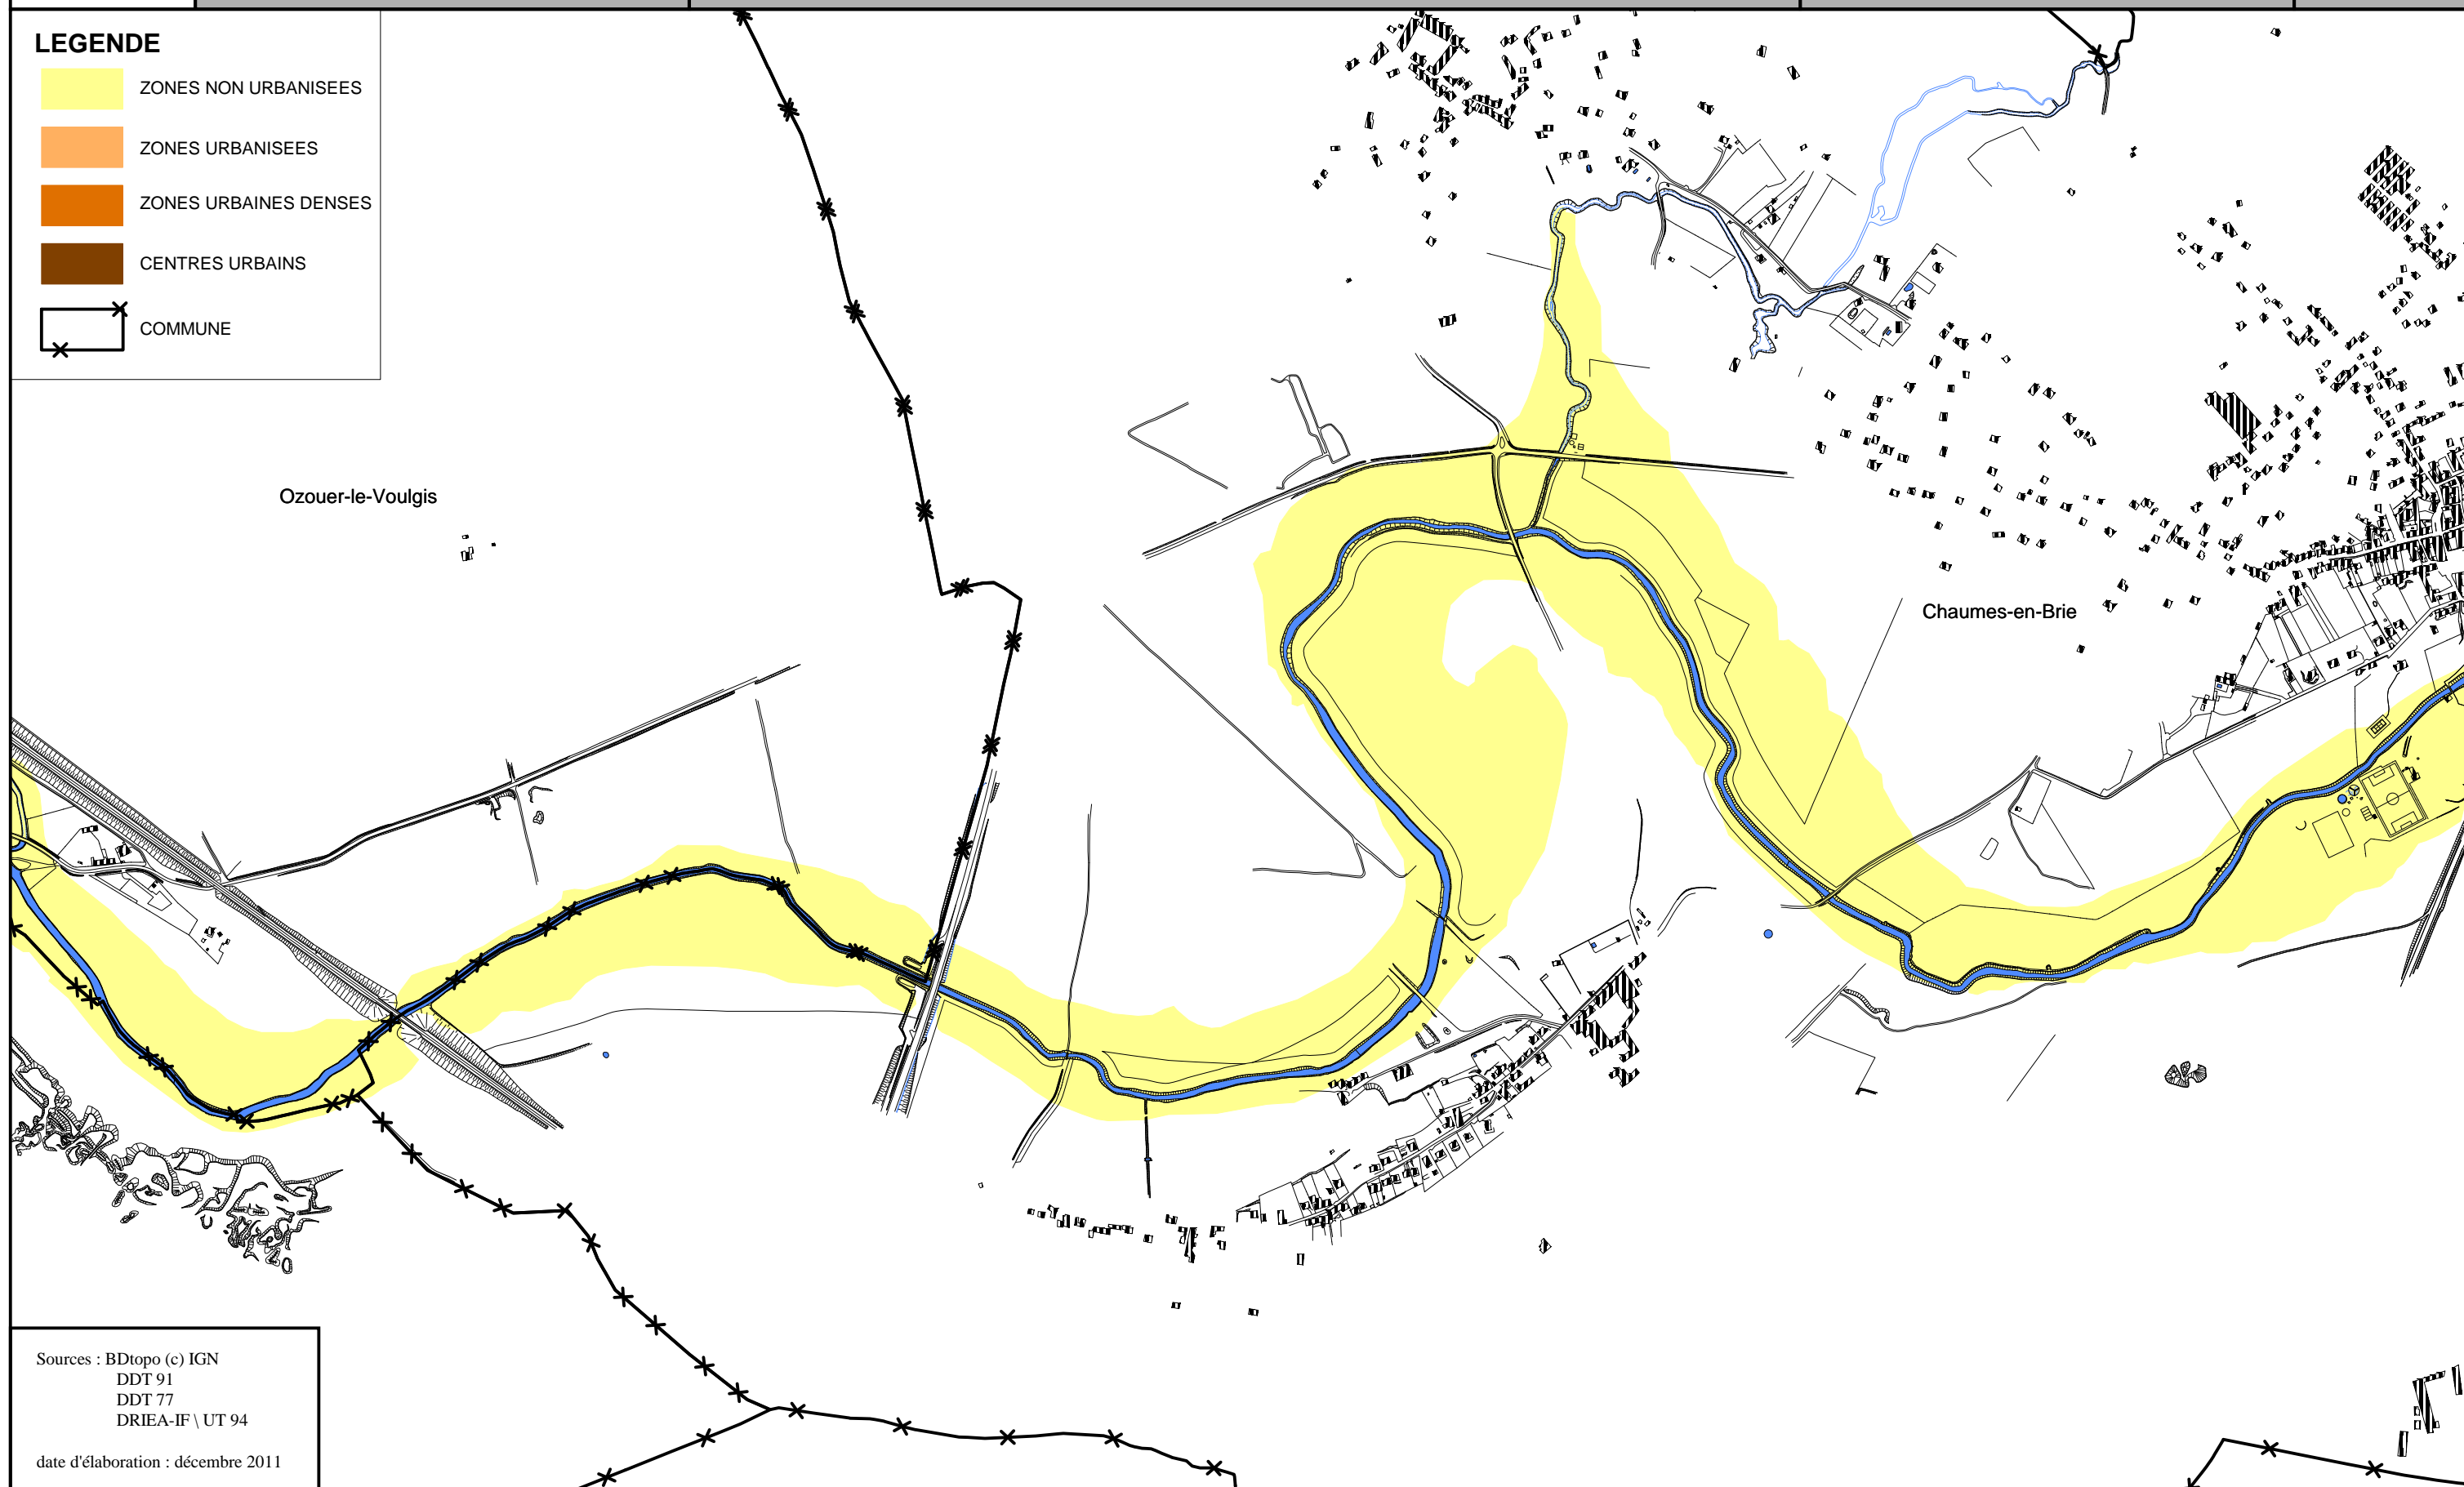 LEGENDE
ZONES NON URBANISEES
ZONES URBANISEES
ZONES URBAINES DENSES
CENTRES URBAINS
COMMUNE
Ozouer-le-Voulgis
Chaumes-en-Brie
Sources : BDtopo (c) IGN
DDT 91
DDT 77
DRIEA-IF \ UT 94
date d'élaboration : décembre 2011